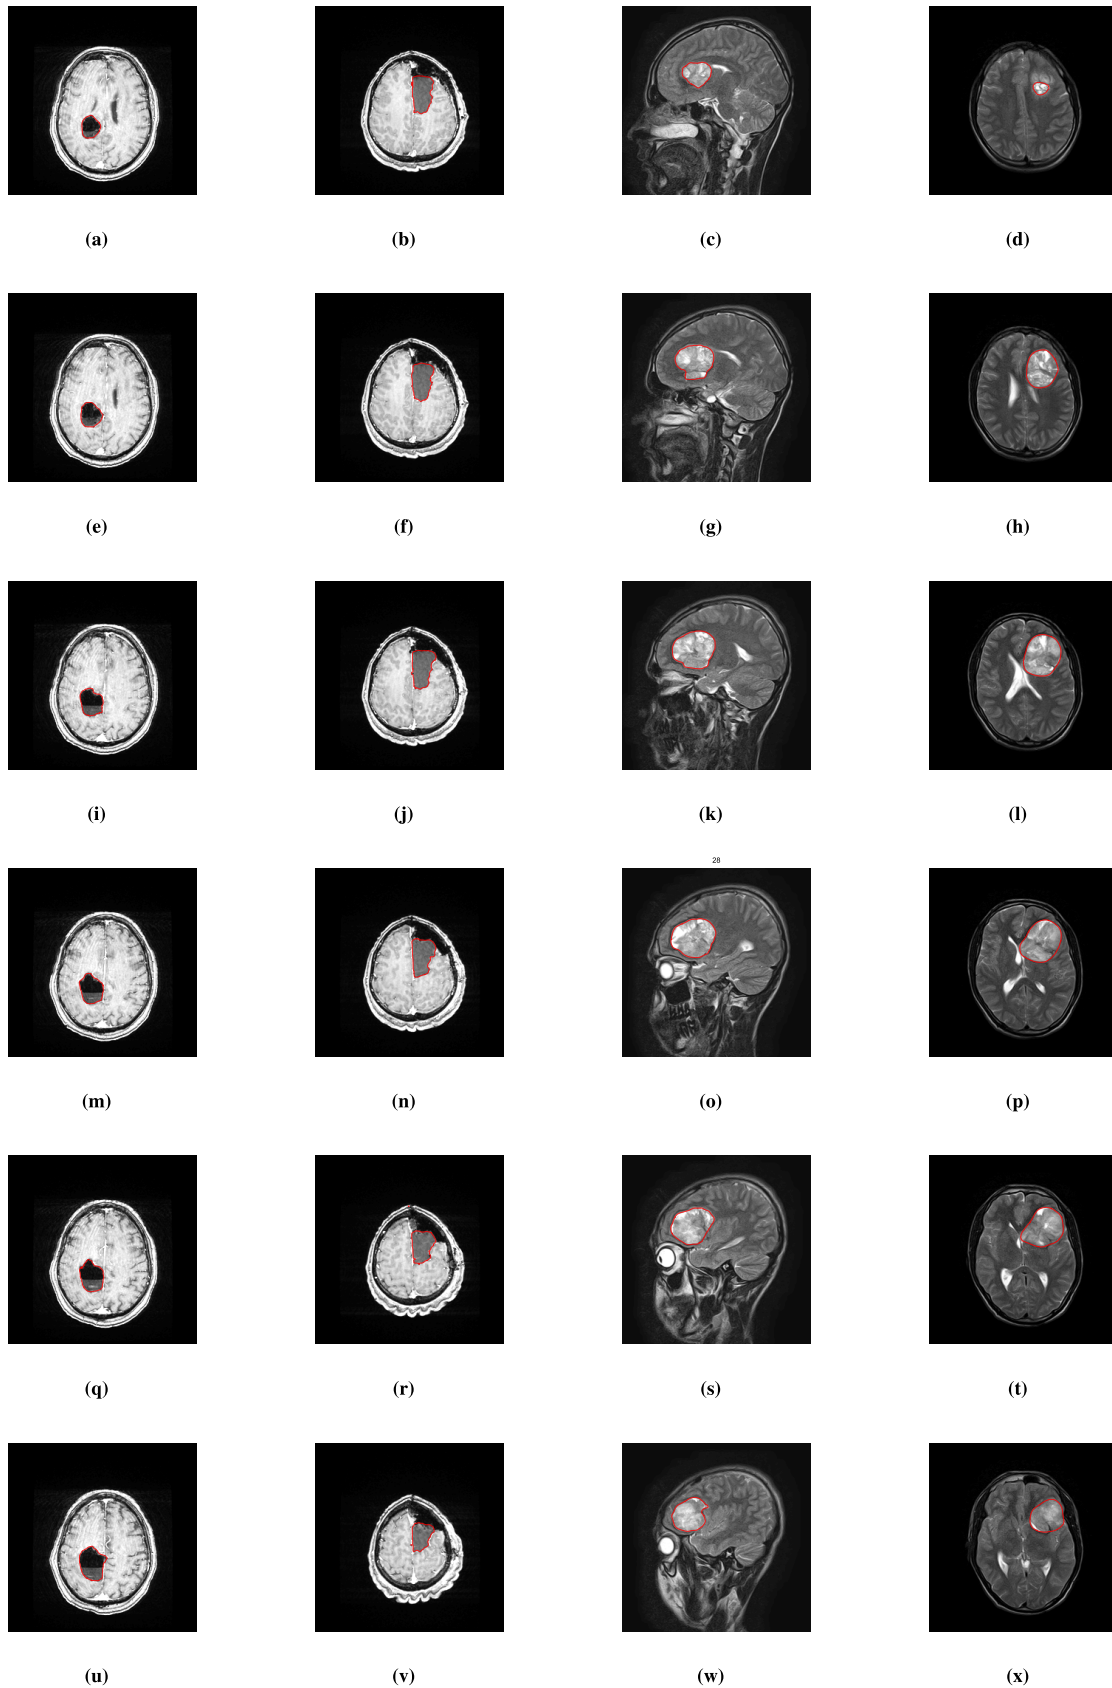 (a) (b) (c) (d)
(e) (f) (g) (h)
(i) (j) (k) (l)
28
(m) (n) (o) (p)
(q) (r) (s) (t)
(u) (v) (w) (x)